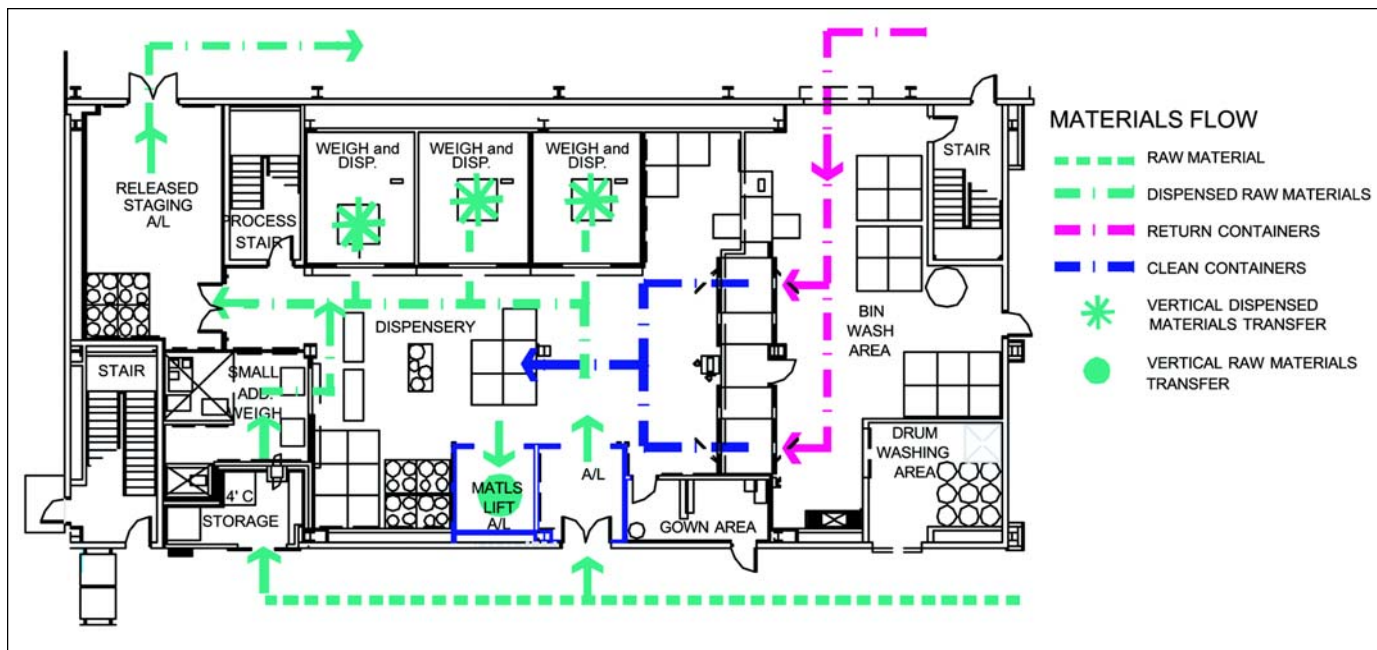 WEIGH and
DISP.
WEIGH and
DISP.
WEIGH and
DISP.
STAIR
RELEASED
STAGING
A/L
PROCESS
STAIR
DISPENSERY
BIN
WASH
AREA
STAIR
SMALL
ADD.
WEIGH
DRUM
WASHING
AREA
MATLS
LIFT
A/L
A/L
4' C
STORAGE
GOWN AREA
MATERIALS FLOW
RAW MATERIAL
DISPENSED RAW MATERIALS
RETURN CONTAINERS
CLEAN CONTAINERS
VERTICAL DISPENSED
MATERIALS TRANSFER
VERTICAL RAW MATERIALS
TRANSFER